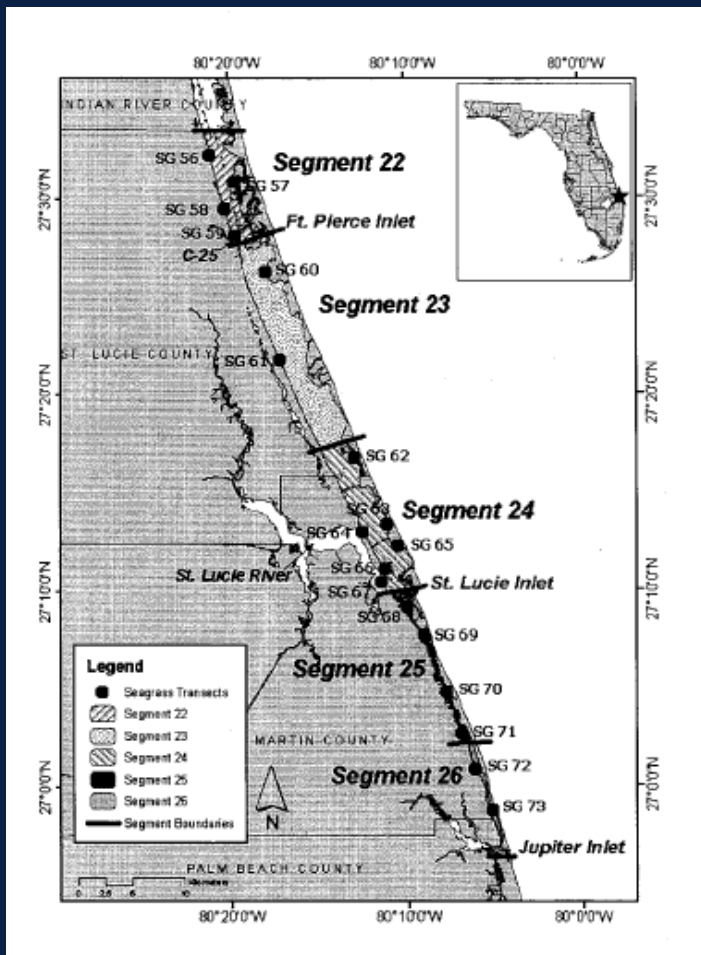 80°20'0"W 80°10'0"W 80°0'0"W
INDIAN RIVER COUNTY
SG 56
Segment 22
SG 57
27°30'0"N
27°30'0"N
SG 58
SG 59
Ft. Pierce Inlet
C-25
SG 60
Segment 23
ST. LUCIE COUNTY
SG 61
27°20'0"N
27°20'0"N
SG 62
SG 63
Segment 24
SG 64
SG 65
SG 66
St. Lucie River
St. Lucie Inlet
SG 67
27°10'0"N
27°10'0"N
SG 68
SG 69
Segment 25
Legend
Seagrass Transects
Segment 22
Segment 23
Segment 24
Segment 25
Segment 26
Segment Boundaries
SG 70
SG 71
MARTIN COUNTY
Segment 26
SG 72
27°0'0"N
27°0'0"N
SG 73
N
Jupiter Inlet
PALM BEACH COUNTY
Kilometers
0 2.5 5 10
80°20'0"W 80°10'0"W 80°0'0"W